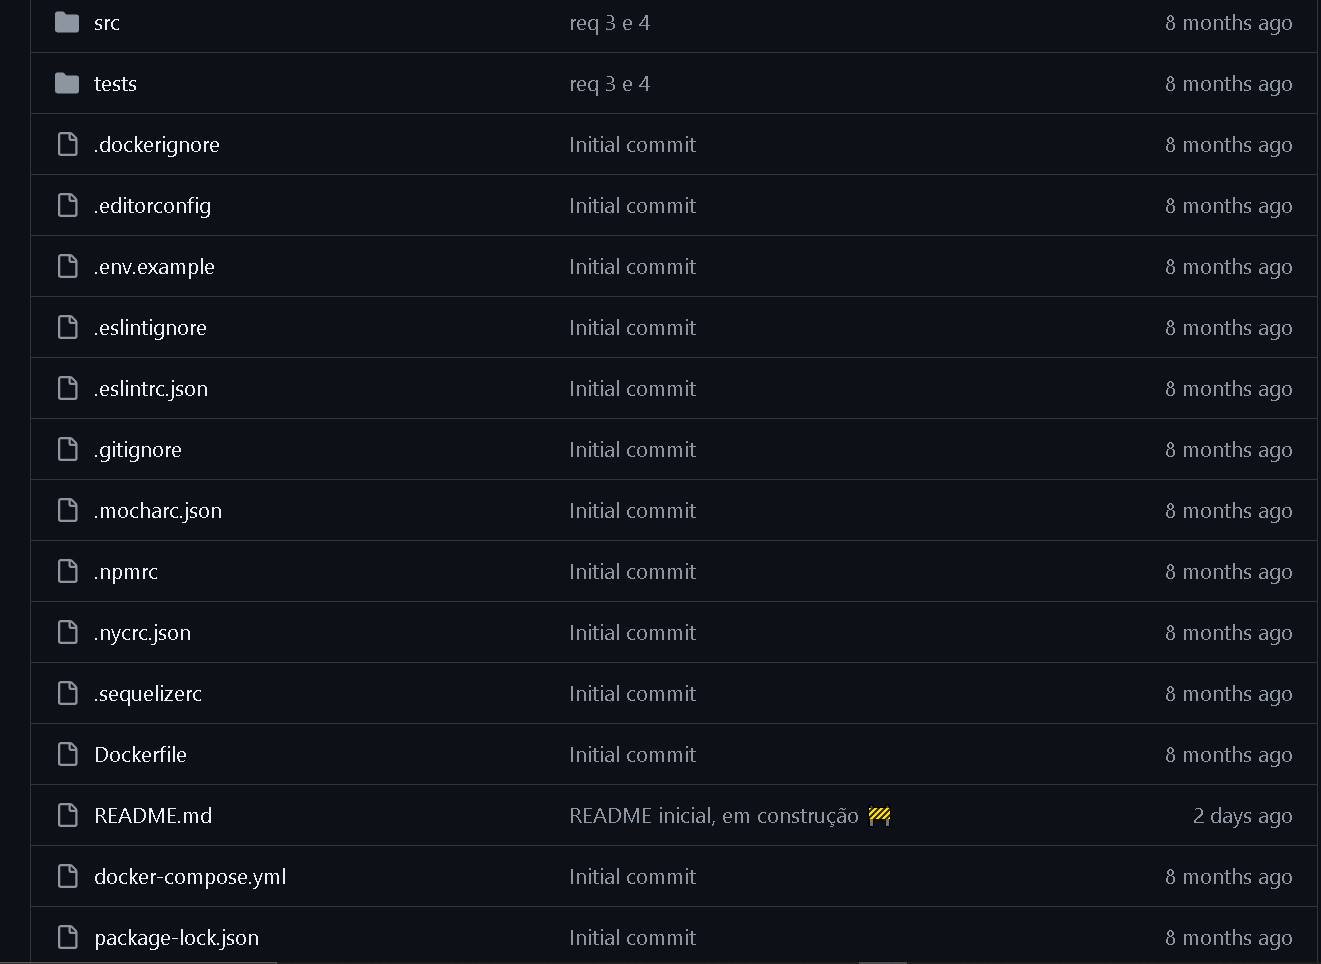 src req 3 e 4 8 months ago
tests req 3 e 4 8 months ago
.dockerignore Initial commit 8 months ago
.editorconfig Initial commit 8 months ago
.env.example Initial commit 8 months ago
.eslintignore Initial commit 8 months ago
.eslintrc.json Initial commit 8 months ago
.gitignore Initial commit 8 months ago
.mocharc.json Initial commit 8 months ago
.npmrc Initial commit 8 months ago
.nycrc.json Initial commit 8 months ago
.sequelizerc Initial commit 8 months ago
Dockerfile Initial commit 8 months ago
README.md README inicial, em construção 🚧 2 days ago
docker-compose.yml Initial commit 8 months ago
package-lock.json Initial commit 8 months ago